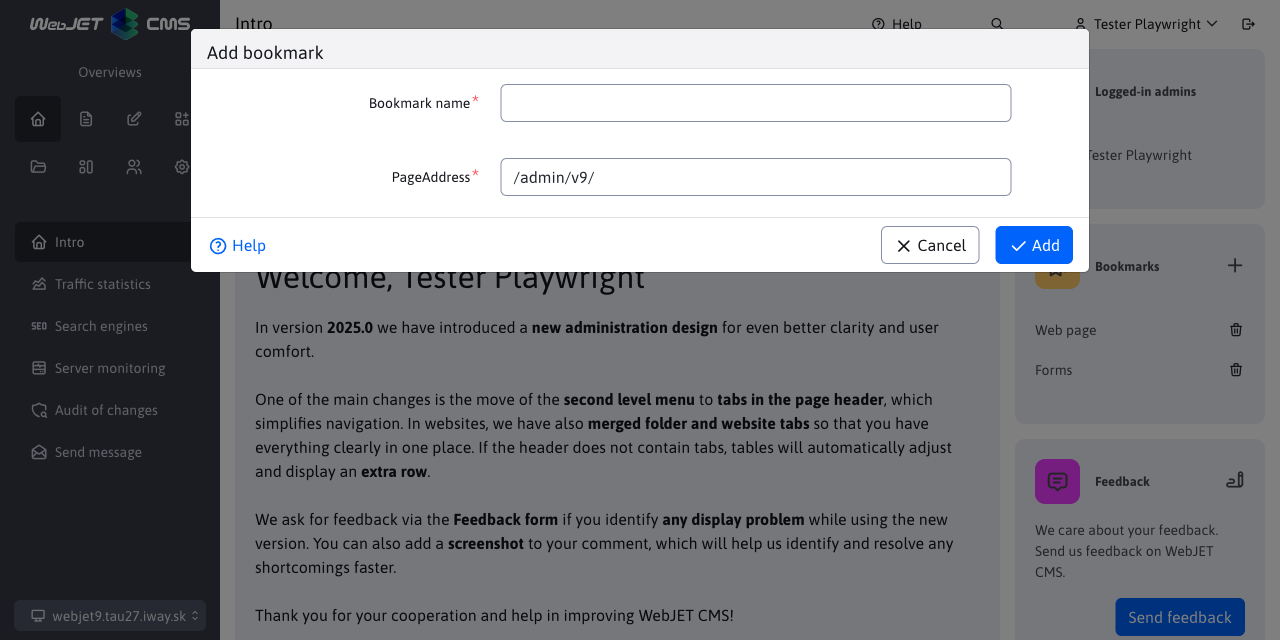 WebJET CMS
Intro
Help
Tester Playwright
Add bookmark
Overviews
Bookmark name*
Logged-in admins
Tester Playwright
PageAddress*
/admin/v9/
Help
Cancel
Add
Intro
Traffic statistics
SEO Search engines
Server monitoring
Audit of changes
Send message
webjet9.tau27.iway.sk
Welcome, Tester Playwright
In version 2025.0 we have introduced a new administration design for even better clarity and user
comfort.
One of the main changes is the move of the second level menu to tabs in the page header, which
simplifies navigation. In websites, we have also merged folder and website tabs so that you have
everything clearly in one place. If the header does not contain tabs, tables will automatically adjust
and display an extra row.
We ask for feedback via the Feedback form if you identify any display problem while using the new
version. You can also add a screenshot to your comment, which will help us identify and resolve any
shortcomings faster.
Thank you for your cooperation and help in improving WebJET CMS!
Bookmarks
Web page
Forms
Feedback
We care about your feedback.
Send us feedback on WebJET
CMS.
Send feedback